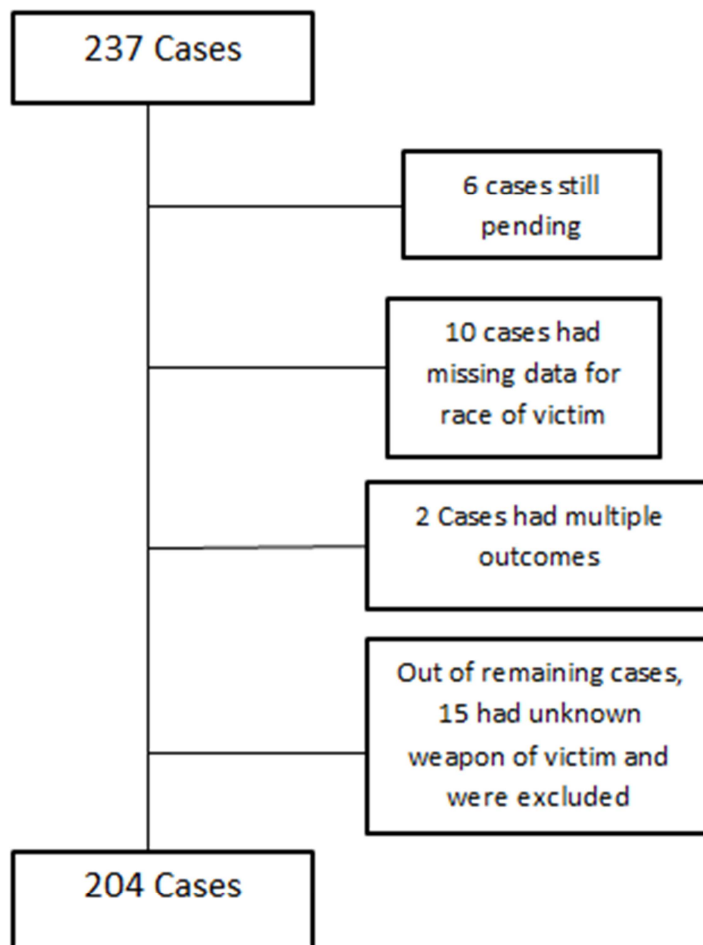 237 Cases
6 cases still
pending
10 cases had
missing data for
race of victim
2 Cases had multiple
outcomes
Out of remaining cases,
15 had unknown
weapon of victim and
were excluded
204 Cases